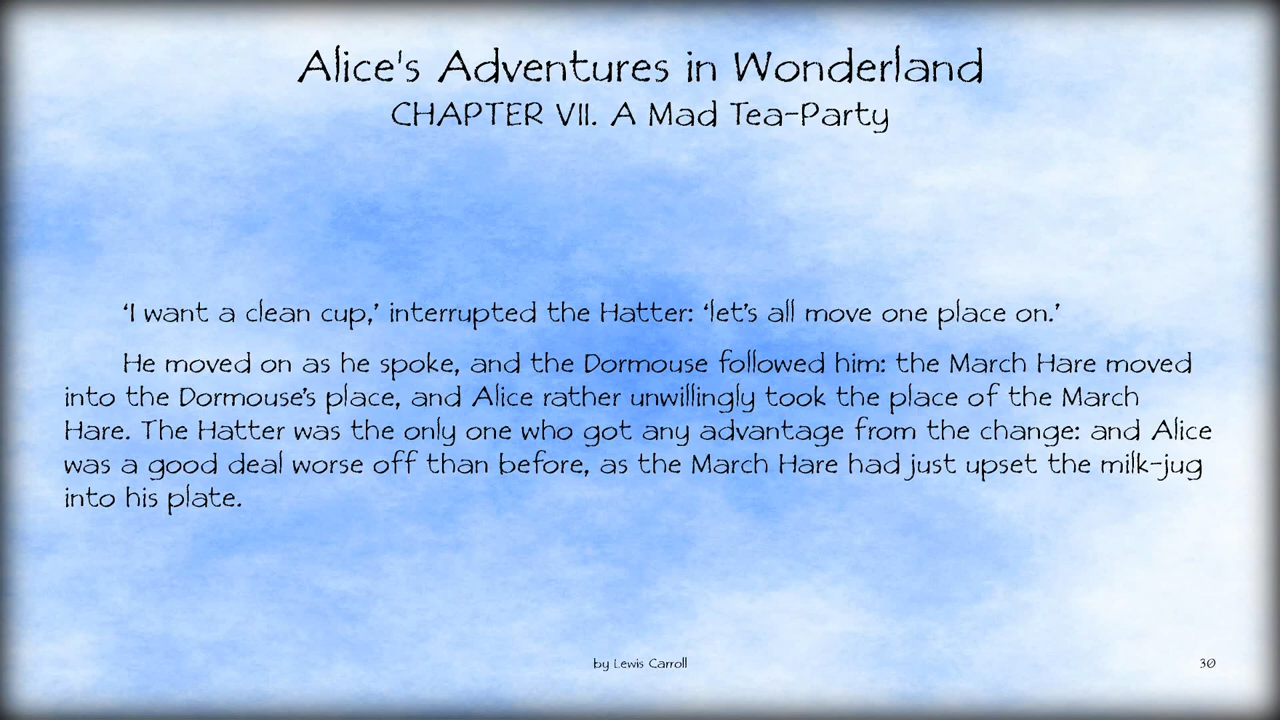 Alice's Adventures in Wonderland
CHAPTER VII. A Mad Tea-Party
‘I want a clean cup,’ interrupted the Hatter: ‘let’s all move one place on.’
He moved on as he spoke, and the Dormouse followed him: the March Hare moved
into the Dormouse’s place, and Alice rather unwillingly took the place of the March
Hare. The Hatter was the only one who got any advantage from the change: and Alice
was a good deal worse off than before, as the March Hare had just upset the milk-jug
into his plate.
by Lewis Carroll
30